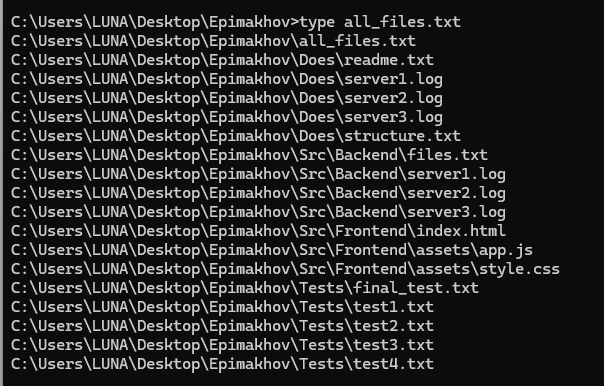 C:\Users\LUNA\Desktop\Epimakhov>type all_files.txt
C:\Users\LUNA\Desktop\Epimakhov\all_files.txt
C:\Users\LUNA\Desktop\Epimakhov\Does\readme.txt
C:\Users\LUNA\Desktop\Epimakhov\Does\server1.log
C:\Users\LUNA\Desktop\Epimakhov\Does\server2.log
C:\Users\LUNA\Desktop\Epimakhov\Does\server3.log
C:\Users\LUNA\Desktop\Epimakhov\Does\structure.txt
C:\Users\LUNA\Desktop\Epimakhov\Src\Backend\files.txt
C:\Users\LUNA\Desktop\Epimakhov\Src\Backend\server1.log
C:\Users\LUNA\Desktop\Epimakhov\Src\Backend\server2.log
C:\Users\LUNA\Desktop\Epimakhov\Src\Backend\server3.log
C:\Users\LUNA\Desktop\Epimakhov\Src\Frontend\index.html
C:\Users\LUNA\Desktop\Epimakhov\Src\Frontend\assets\app.js
C:\Users\LUNA\Desktop\Epimakhov\Src\Frontend\assets\style.css
C:\Users\LUNA\Desktop\Epimakhov\Tests\final_test.txt
C:\Users\LUNA\Desktop\Epimakhov\Tests\test1.txt
C:\Users\LUNA\Desktop\Epimakhov\Tests\test2.txt
C:\Users\LUNA\Desktop\Epimakhov\Tests\test3.txt
C:\Users\LUNA\Desktop\Epimakhov\Tests\test4.txt